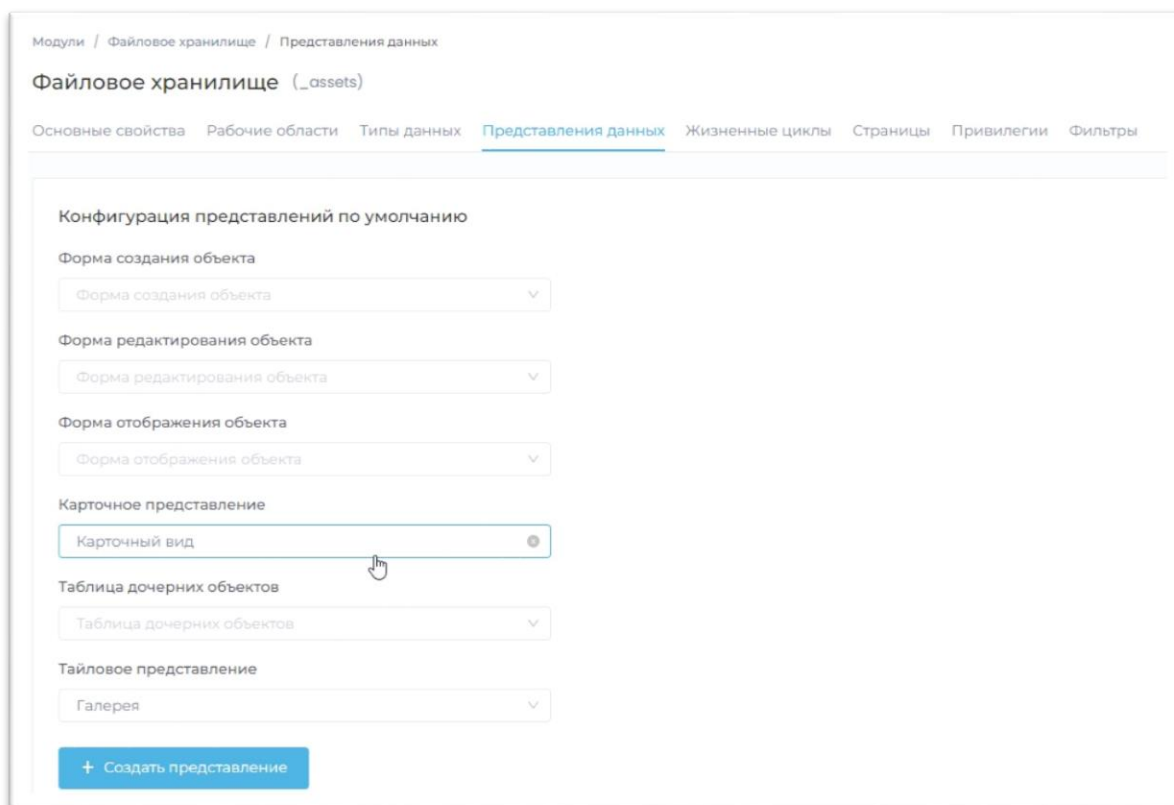 Модули / Файловое хранилище / Представления данных
Файловое хранилище (_assets)
Основные свойства Рабочие области Типы данных Представления данных Жизненные циклы Страницы Привилегии Фильтры
Конфигурация представлений по умолчанию
Форма создания объекта
Форма создания объекта
Форма редактирования объекта
Форма редактирования объекта
Форма отображения объекта
Форма отображения объекта
Карточное представление
Карточный вид
Таблица дочерних объектов
Таблица дочерних объектов
Тайловое представление
Галерея
+ Создать представление